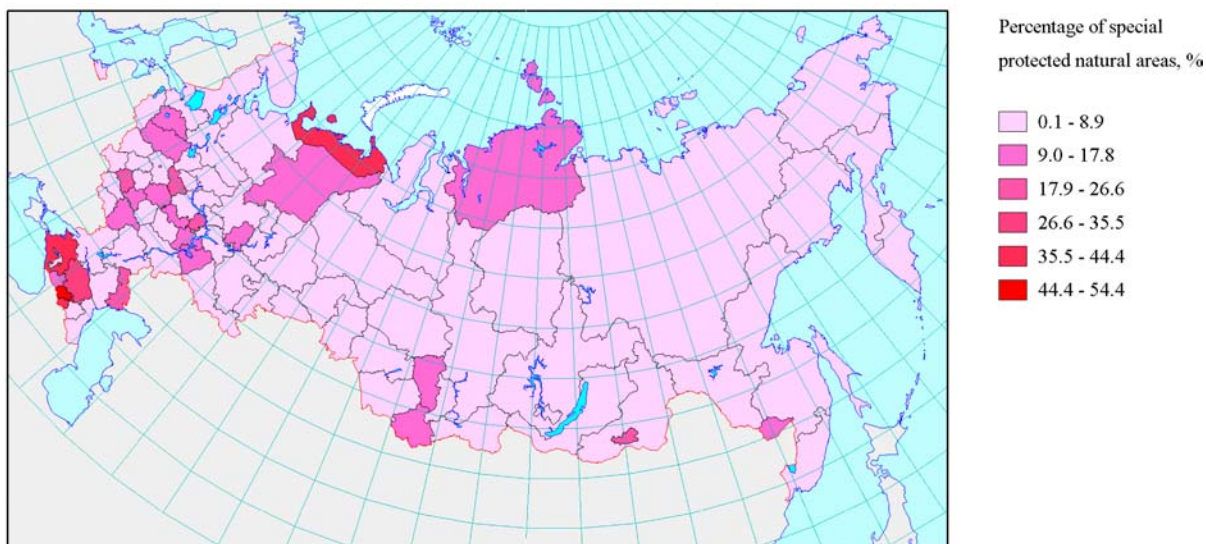 Percentage of special
protected natural areas, %
0.1 - 8.9
9.0 - 17.8
17.9 - 26.6
26.6 - 35.5
35.5 - 44.4
44.4 - 54.4